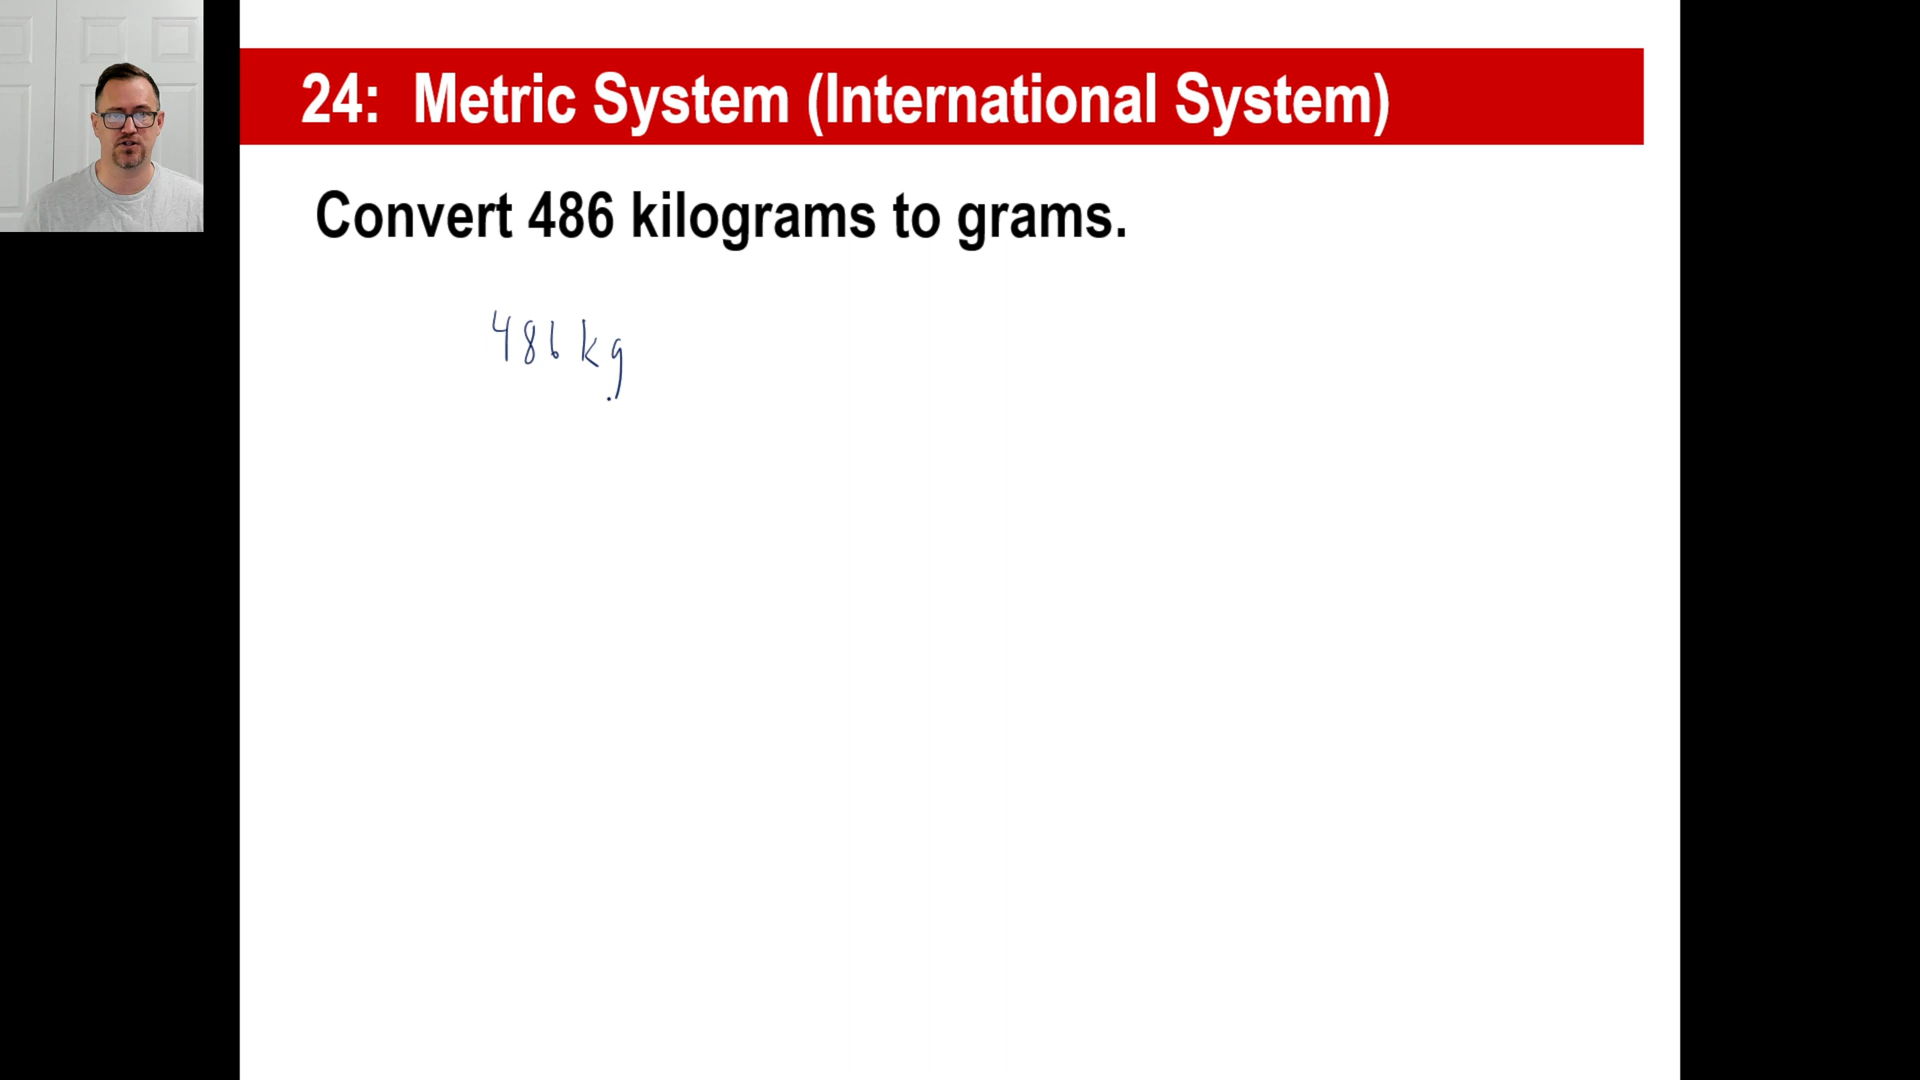 24: Metric System (International System)
Convert 486 kilograms to grams.
486 kg